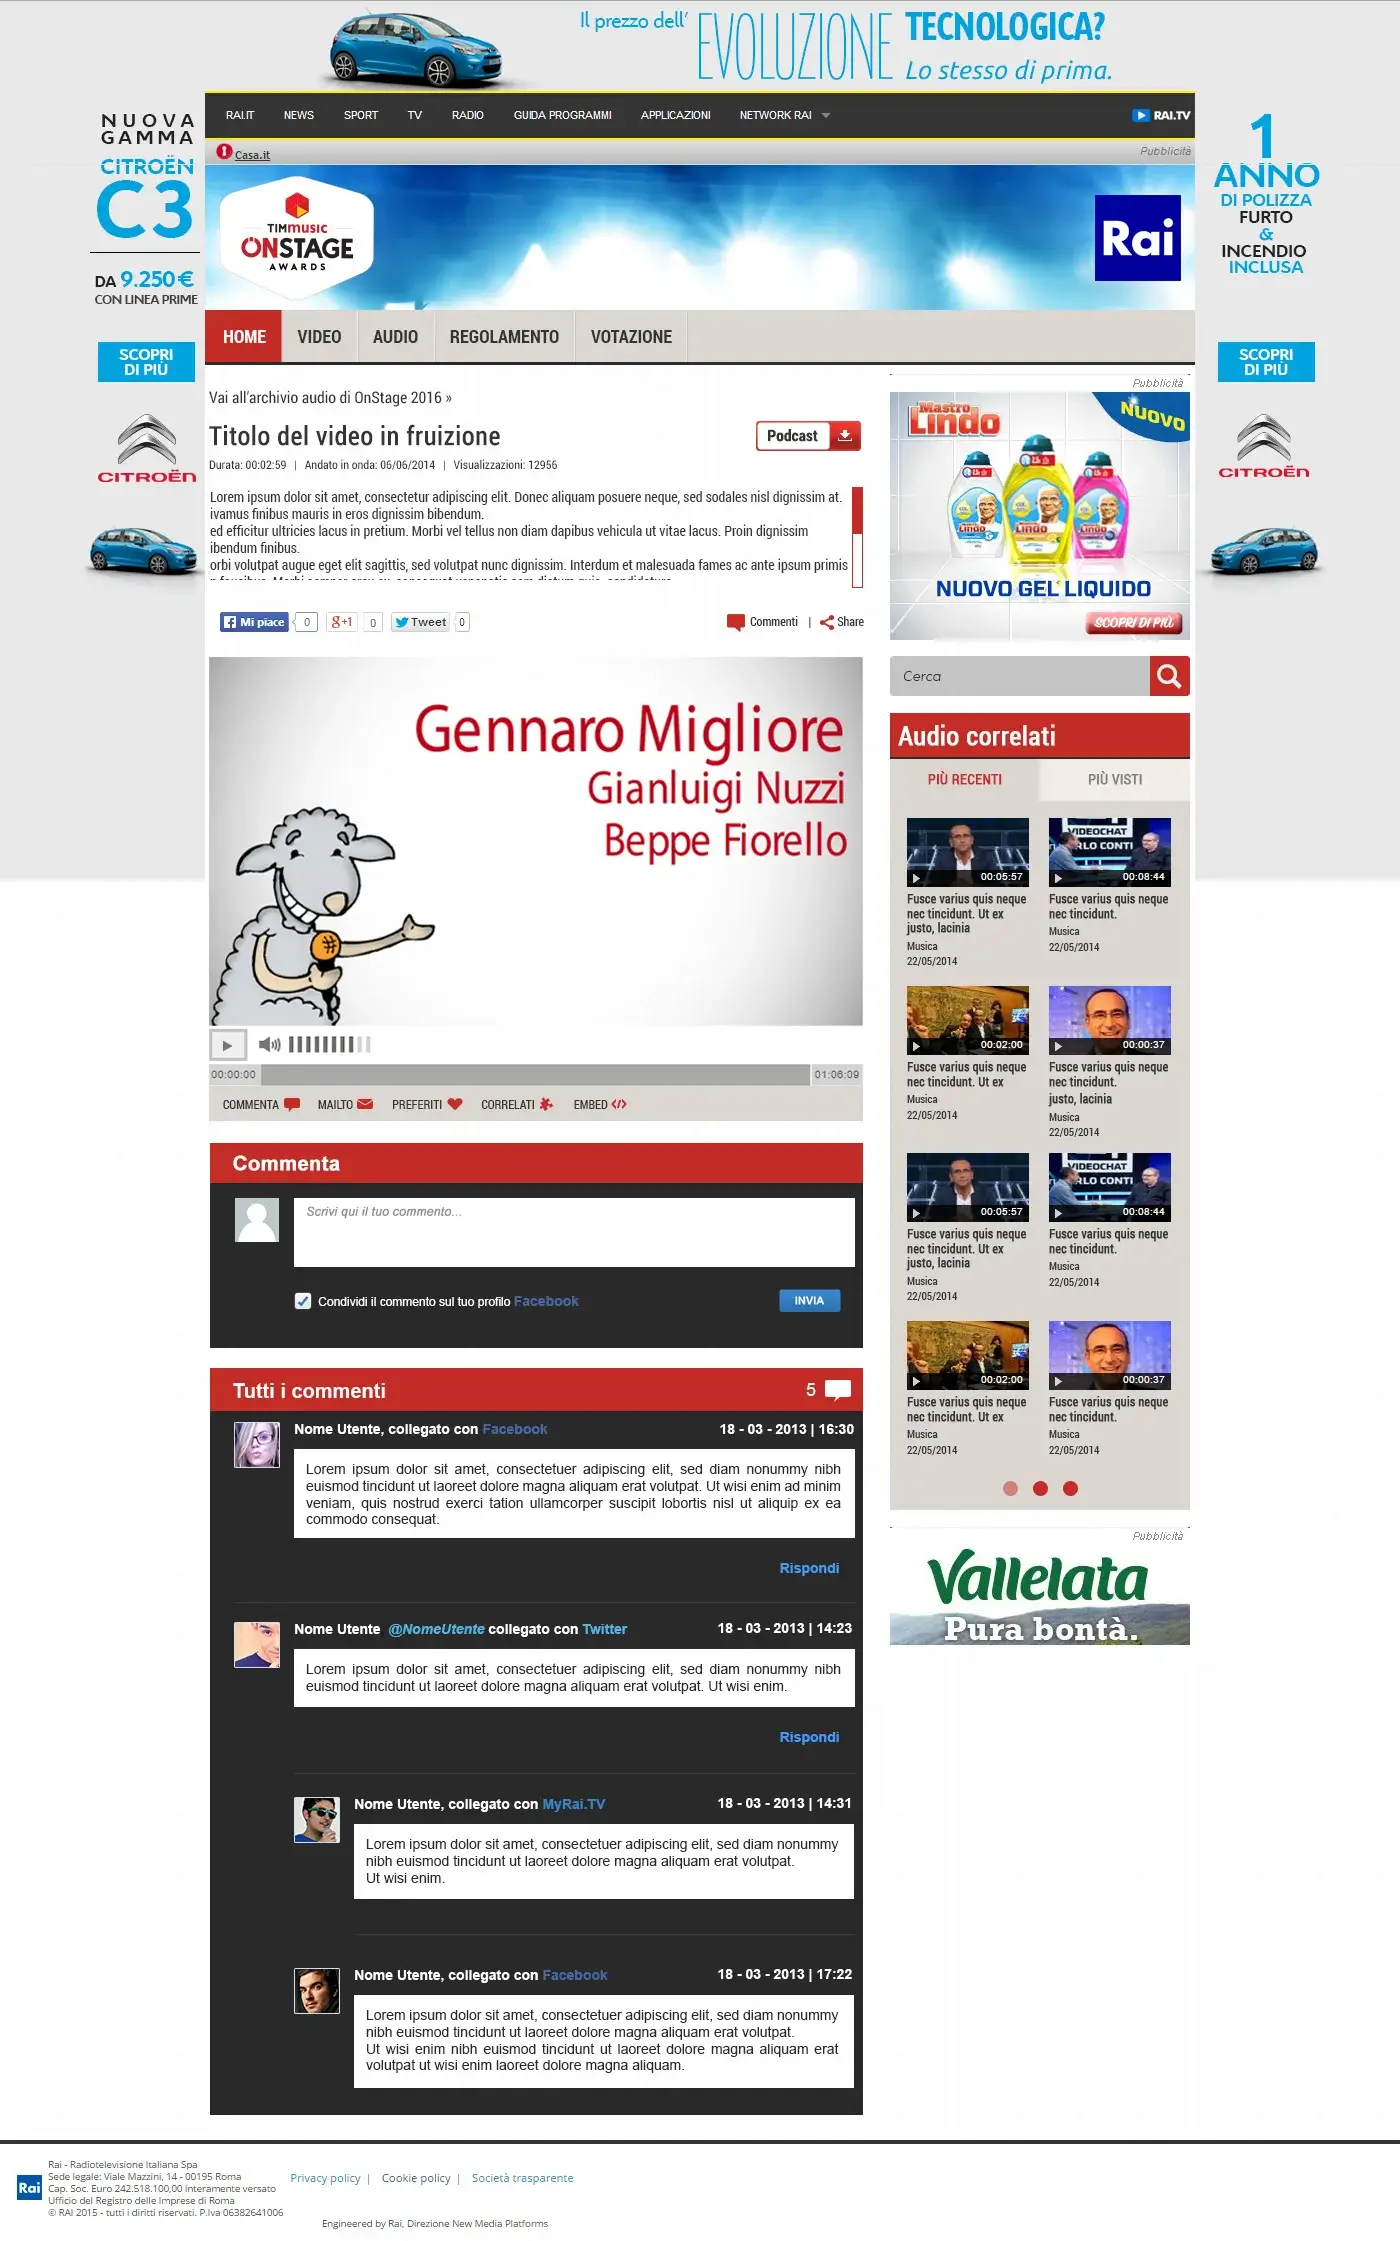 Il prezzo dell' EVOLUZIONE TECNOLOGICA?
Lo stesso di prima.
NUOVA
GAMMA
CITROËN
C3
DA 9.250 €
CON LINEA PRIME
SCOPRI
DI PIÙ
CITROËN
1
ANNO
DI POLIZZA
FURTO
&
INCENDIO
INCLUSA
SCOPRI
DI PIÙ
CITROËN
RAI.IT NEWS SPORT TV RADIO GUIDA PROGRAMMI APPLICAZIONI NETWORK RAI RAI.TV
Casa.it Pubblicità
TIMmusic
ONSTAGE
AWARDS
Rai
HOME VIDEO AUDIO REGOLAMENTO VOTAZIONE
Vai all'archivio audio di OnStage 2016 »
Titolo del video in fruizione
Podcast
Durata: 00:02:59 | Andato in onda: 06/06/2014 | Visualizzazioni: 12956
Lorem ipsum dolor sit amet, consectetur adipiscing elit. Donec aliquam posuere neque, sed sodales nisl dignissim at.
ivamus finibus mauris in eros dignissim bibendum.
ed efficitur ultricies lacus in pretium. Morbi vel tellus non diam dapibus vehicula ut vitae lacus. Proin dignissim
ibendum finibus.
orbi volutpat augue eget elit sagittis, sed volutpat nunc dignissim. Interdum et malesuada fames ac ante ipsum primis
Mi piace 0 g+1 0 Tweet 0
Commenti | Share
Gennaro Migliore
Gianluigi Nuzzi
Beppe Fiorello
00:00:00 01:06:09
COMMENTA MAILTO PREFERITI CORRELATI EMBED
Commenta
Scrivi qui il tuo commento...
Condividi il commento sul tuo profilo Facebook
INVIA
Tutti i commenti 5
Nome Utente, collegato con Facebook 18 - 03 - 2013 | 16:30
Lorem ipsum dolor sit amet, consectetuer adipiscing elit, sed diam nonummy nibh
euismod tincidunt ut laoreet dolore magna aliquam erat volutpat. Ut wisi enim ad minim
veniam, quis nostrud exerci tation ullamcorper suscipit lobortis nisl ut aliquip ex ea
commodo consequat.
Rispondi
Nome Utente @NomeUtente collegato con Twitter 18 - 03 - 2013 | 14:23
Lorem ipsum dolor sit amet, consectetuer adipiscing elit, sed diam nonummy nibh
euismod tincidunt ut laoreet dolore magna aliquam erat volutpat. Ut wisi enim.
Rispondi
Nome Utente, collegato con MyRai.TV 18 - 03 - 2013 | 14:31
Lorem ipsum dolor sit amet, consectetuer adipiscing elit, sed diam nonummy
nibh euismod tincidunt ut laoreet dolore magna aliquam erat volutpat.
Ut wisi enim.
Nome Utente, collegato con Facebook 18 - 03 - 2013 | 17:22
Lorem ipsum dolor sit amet, consectetuer adipiscing elit, sed diam nonummy
nibh euismod tincidunt ut laoreet dolore magna aliquam erat volutpat.
Ut wisi enim nibh euismod tincidunt ut laoreet dolore magna aliquam erat
volutpat ut wisi enim laoreet dolore magna aliquam.
Pubblicità
Mastro
Lindo
NUOVO
NUOVO GEL LIQUIDO
SCOPRI DI PIÙ
Cerca
Audio correlati
PIÙ RECENTI PIÙ VISTI
00:05:57
Fusce varius quis neque
nec tincidunt. Ut ex
justo, lacinia
Musica
22/05/2014
VIDEOCHAT
RLO CONTI
00:08:44
Fusce varius quis neque
nec tincidunt.
Musica
22/05/2014
00:02:00
Fusce varius quis neque
nec tincidunt. Ut ex
Musica
22/05/2014
00:00:37
Fusce varius quis neque
nec tincidunt.
justo, lacinia
Musica
22/05/2014
00:05:57
Fusce varius quis neque
nec tincidunt. Ut ex
justo, lacinia
Musica
22/05/2014
VIDEOCHAT
RLO CONTI
00:08:44
Fusce varius quis neque
nec tincidunt.
Musica
22/05/2014
00:02:00
Fusce varius quis neque
nec tincidunt. Ut ex
Musica
22/05/2014
00:00:37
Fusce varius quis neque
nec tincidunt.
Musica
22/05/2014
Pubblicità
Vallelata
Pura bontà.
Rai
Rai - Radiotelevisione Italiana Spa
Sede legale: Viale Mazzini, 14 - 00195 Roma
Cap. Soc. Euro 242.518.100,00 interamente versato
Ufficio del Registro delle Imprese di Roma
© RAI 2015 - tutti i diritti riservati. P.Iva 06382641006
Privacy policy | Cookie policy | Società trasparente
Engineered by Rai, Direzione New Media Platforms